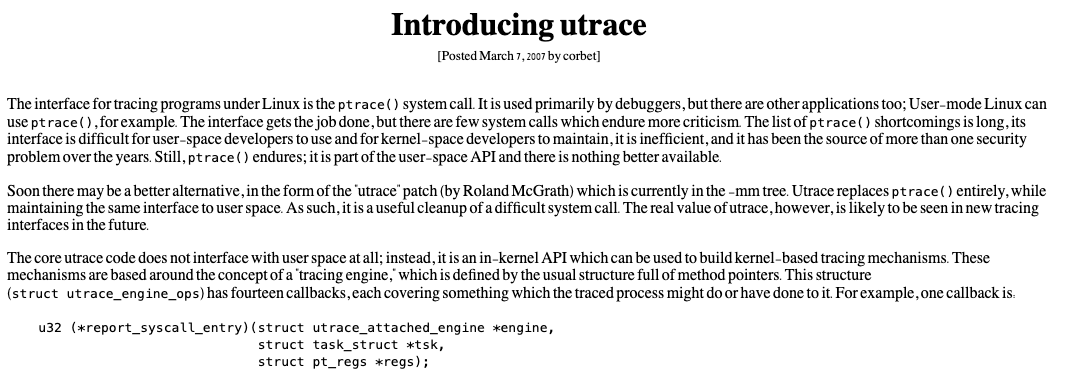 Introducing utrace
[Posted March 7, 2007 by corbet]
The interface for tracing programs under Linux is the ptrace() system call. It is used primarily by debuggers, but there are other applications too; User-mode Linux can
use ptrace(), for example. The interface gets the job done, but there are few system calls which endure more criticism. The list of ptrace() shortcomings is long, its
interface is difficult for user-space developers to use and for kernel-space developers to maintain, it is inefficient, and it has been the source of more than one security
problem over the years. Still, ptrace() endures; it is part of the user-space API and there is nothing better available.
Soon there may be a better alternative, in the form of the "utrace" patch (by Roland McGrath) which is currently in the -mm tree. Utrace replaces ptrace() entirely, while
maintaining the same interface to user space. As such, it is a useful cleanup of a difficult system call. The real value of utrace, however, is likely to be seen in new tracing
interfaces in the future.
The core utrace code does not interface with user space at all; instead, it is an in-kernel API which can be used to build kernel-based tracing mechanisms. These
mechanisms are based around the concept of a "tracing engine," which is defined by the usual structure full of method pointers. This structure
(struct utrace_engine_ops) has fourteen callbacks, each covering something which the traced process might do or have done to it. For example, one callback is:
u32 (*report_syscall_entry)(struct utrace_attached_engine *engine,
struct task_struct *tsk,
struct pt_regs *regs);